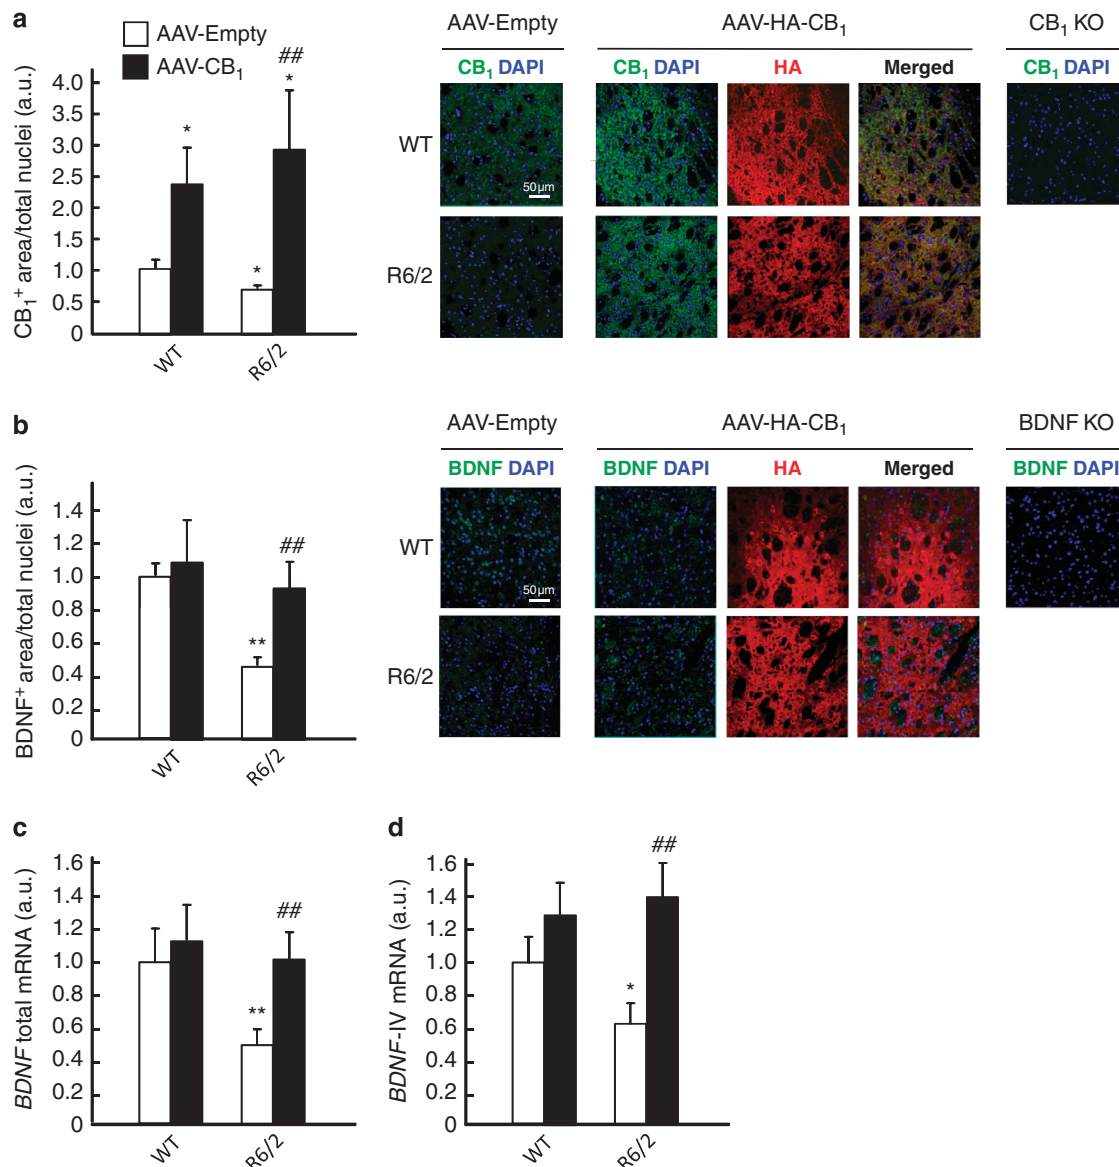 a
AAV-Empty
AAV-CB1
CB1+ area/total nuclei (a.u.)
4.0
3.5
3.0
2.5
2.0
1.5
1.0
0.5
0
*
*
##
*
WT
R6/2
AAV-Empty
AAV-HA-CB1
CB1 KO
CB1 DAPI
CB1 DAPI
HA
Merged
CB1 DAPI
WT
50 µm
R6/2
b
BDNF+ area/total nuclei (a.u.)
1.4
1.2
1.0
0.8
0.6
0.4
0.2
0
**
##
WT
R6/2
AAV-Empty
AAV-HA-CB1
BDNF KO
BDNF DAPI
BDNF DAPI
HA
Merged
BDNF DAPI
WT
50 µm
R6/2
c
BDNF total mRNA (a.u.)
1.6
1.4
1.2
1.0
0.8
0.6
0.4
0.2
0
**
##
WT
R6/2
d
BDNF-IV mRNA (a.u.)
1.6
1.4
1.2
1.0
0.8
0.6
0.4
0.2
0
*
##
WT
R6/2